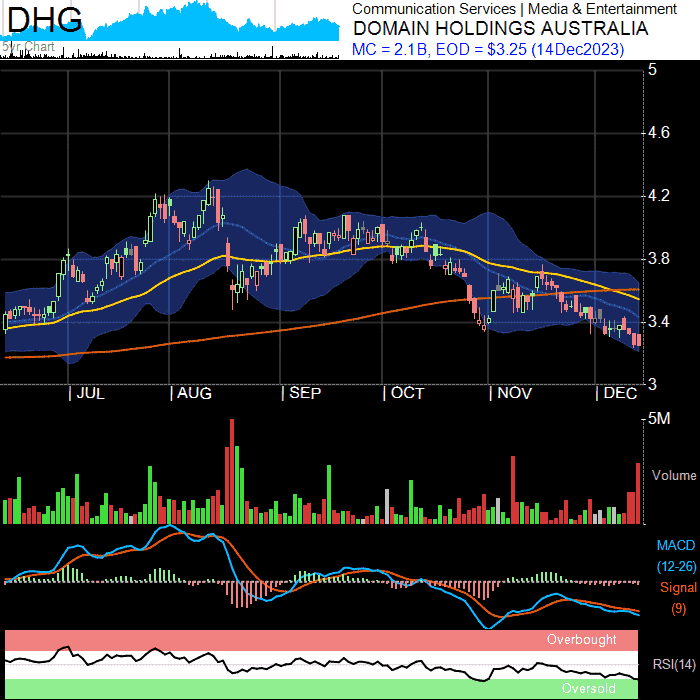 DHG
5yr Chart
Communication Services | Media & Entertainment
DOMAIN HOLDINGS AUSTRALIA
MC = 2.1B, EOD = $3.25 (14Dec2023)
5
4.6
4.2
3.8
3.4
3
JUL AUG SEP OCT NOV DEC
5M
Volume
MACD
(12-26)
Signal
(9)
Overbought
RSI(14)
Oversold